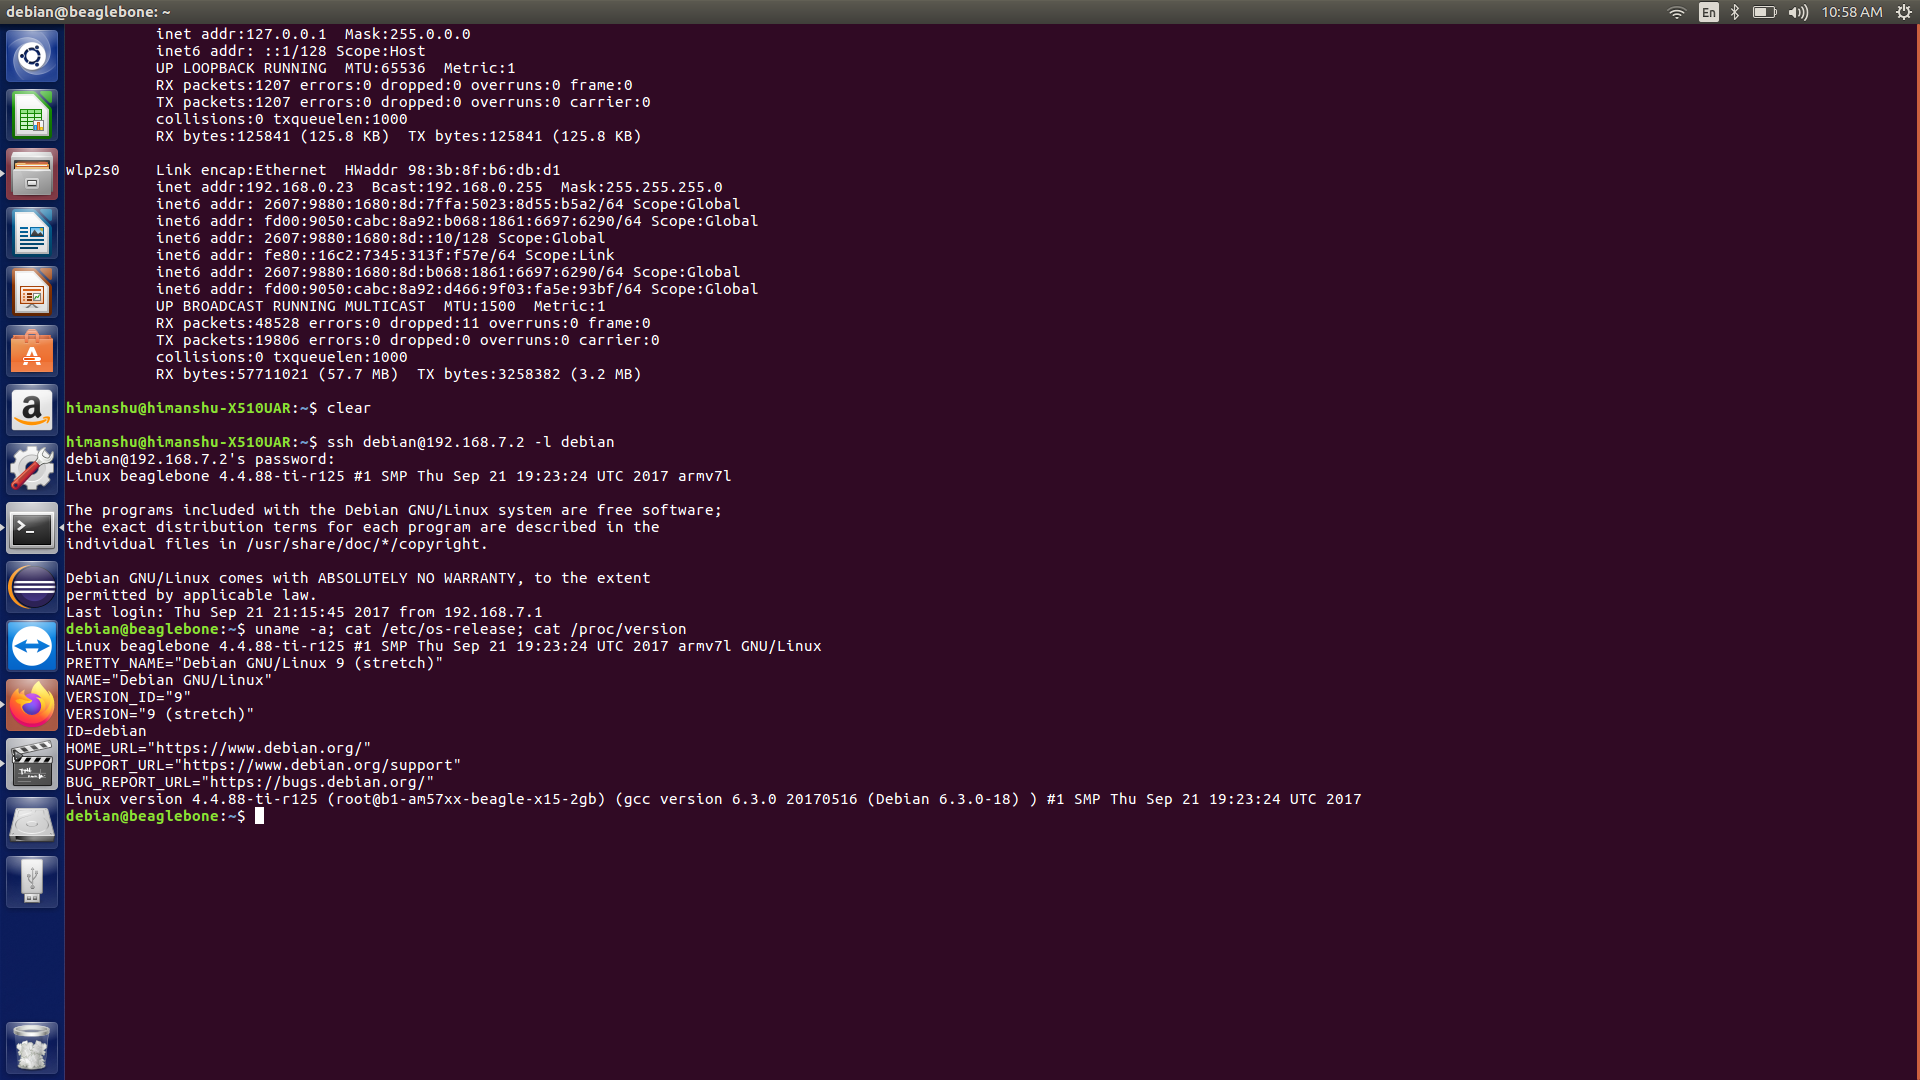 debian@beaglebone: ~
En
10:58 AM
inet addr:127.0.0.1  Mask:255.0.0.0
inet6 addr: ::1/128 Scope:Host
UP LOOPBACK RUNNING  MTU:65536  Metric:1
RX packets:1207 errors:0 dropped:0 overruns:0 frame:0
TX packets:1207 errors:0 dropped:0 overruns:0 carrier:0
collisions:0 txqueuelen:1000
RX bytes:125841 (125.8 KB)  TX bytes:125841 (125.8 KB)
wlp2s0    Link encap:Ethernet  HWaddr 98:3b:8f:b6:db:d1
inet addr:192.168.0.23  Bcast:192.168.0.255  Mask:255.255.255.0
inet6 addr: 2607:9880:1680:8d:7ffa:5023:8d55:b5a2/64 Scope:Global
inet6 addr: fd00:9050:cabc:8a92:b068:1861:6697:6290/64 Scope:Global
inet6 addr: 2607:9880:1680:8d::10/128 Scope:Global
inet6 addr: fe80::16c2:7345:313f:f57e/64 Scope:Link
inet6 addr: 2607:9880:1680:8d:b068:1861:6697:6290/64 Scope:Global
inet6 addr: fd00:9050:cabc:8a92:d466:9f03:fa5e:93bf/64 Scope:Global
UP BROADCAST RUNNING MULTICAST  MTU:1500  Metric:1
RX packets:48528 errors:0 dropped:11 overruns:0 frame:0
TX packets:19806 errors:0 dropped:0 overruns:0 carrier:0
collisions:0 txqueuelen:1000
RX bytes:57711021 (57.7 MB)  TX bytes:3258382 (3.2 MB)
himanshu@himanshu-X510UAR:~$ clear
himanshu@himanshu-X510UAR:~$ ssh debian@192.168.7.2 -l debian
debian@192.168.7.2's password:
Linux beaglebone 4.4.88-ti-r125 #1 SMP Thu Sep 21 19:23:24 UTC 2017 armv7l
The programs included with the Debian GNU/Linux system are free software;
the exact distribution terms for each program are described in the
individual files in /usr/share/doc/*/copyright.
Debian GNU/Linux comes with ABSOLUTELY NO WARRANTY, to the extent
permitted by applicable law.
Last login: Thu Sep 21 21:15:45 2017 from 192.168.7.1
debian@beaglebone:~$ uname -a; cat /etc/os-release; cat /proc/version
Linux beaglebone 4.4.88-ti-r125 #1 SMP Thu Sep 21 19:23:24 UTC 2017 armv7l GNU/Linux
PRETTY_NAME="Debian GNU/Linux 9 (stretch)"
NAME="Debian GNU/Linux"
VERSION_ID="9"
VERSION="9 (stretch)"
ID=debian
HOME_URL="https://www.debian.org/"
SUPPORT_URL="https://www.debian.org/support"
BUG_REPORT_URL="https://bugs.debian.org/"
Linux version 4.4.88-ti-r125 (root@b1-am57xx-beagle-x15-2gb) (gcc version 6.3.0 20170516 (Debian 6.3.0-18) ) #1 SMP Thu Sep 21 19:23:24 UTC 2017
debian@beaglebone:~$